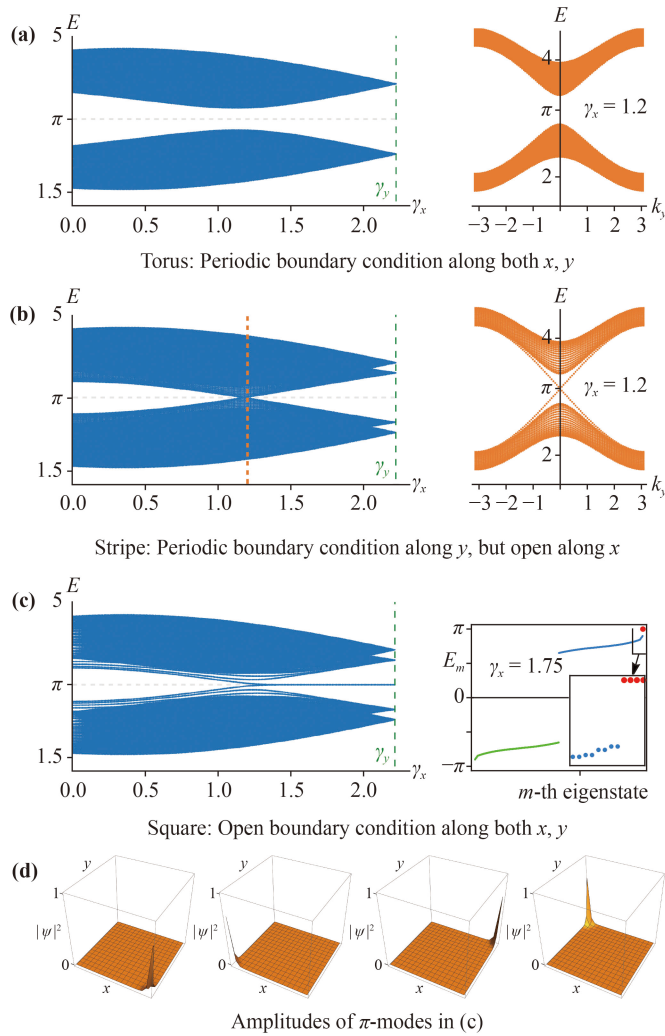 (a)
E
5
π
1.5
γy
0.0 0.5 1.0 1.5 2.0 γx
E
4
π γx = 1.2
2
−3 −2 −1 1 2 3 ky
Torus: Periodic boundary condition along both x, y
(b)
E
5
π
1.5
γy
0.0 0.5 1.0 1.5 2.0 γx
E
4
π γx = 1.2
2
−3 −2 −1 1 2 3 ky
Stripe: Periodic boundary condition along y, but open along x
(c)
E
5
π
1.5
γy
0.0 0.5 1.0 1.5 2.0 γx
π
Em γx = 1.75
0
−π
m-th eigenstate
Square: Open boundary condition along both x, y
(d)
y y y y
1 1 1 1
|ψ|² |ψ|² |ψ|² |ψ|²
0 0 0 0
x x x x
Amplitudes of π-modes in (c)